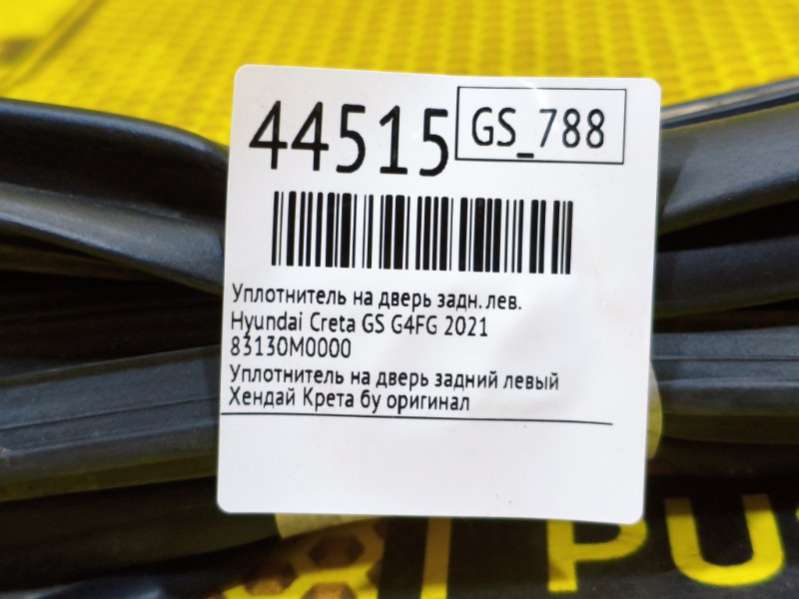 44515
GS_788
Уплотнитель на дверь задн. лев.
Hyundai Creta GS G4FG 2021
83130M0000
Уплотнитель на дверь задний левый
Хендай Крета бу оригинал
PU